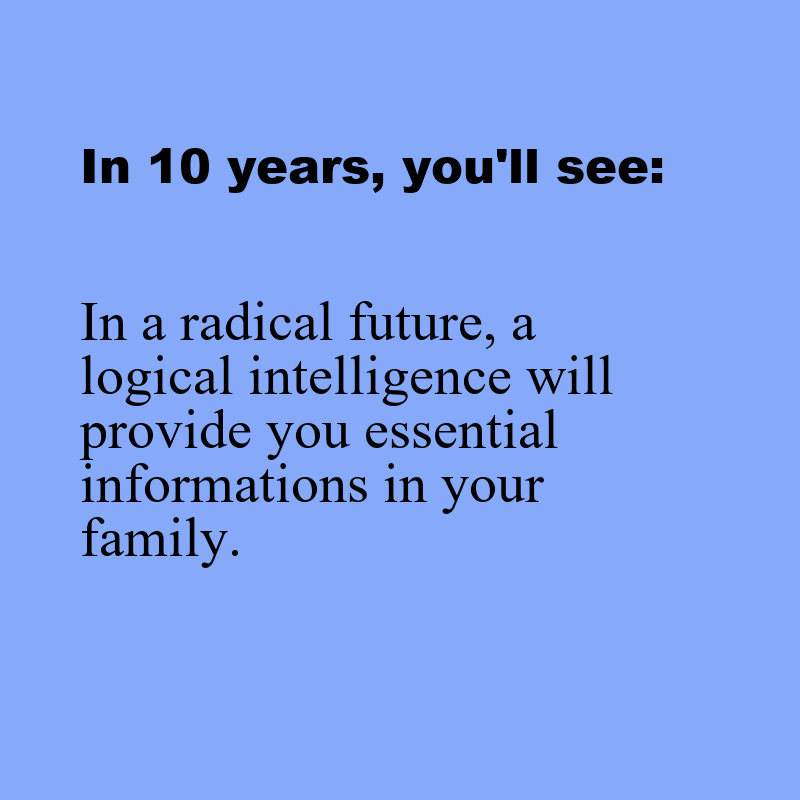 In 10 years, you'll see:
In a radical future, a
logical intelligence will
provide you essential
informations in your
family.